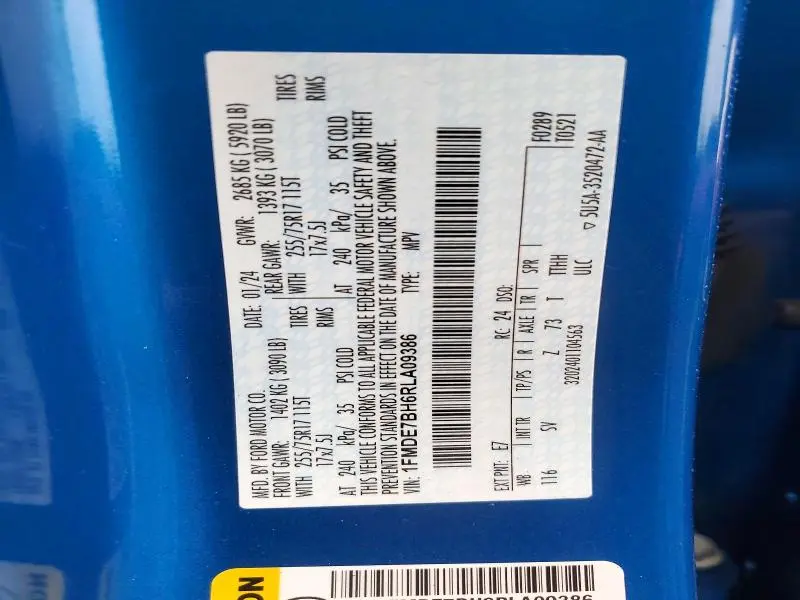 MFD. BY FORD MOTOR CO.
DATE: 01/24 GVWR: 2685 KG ( 5920 LB)
FRONT GAWR: 1402 KG ( 3090 LB) REAR GAWR: 1393 KG ( 3070 LB)
WITH 255/75R17 115T TIRES WITH 255/75R17 115T TIRES
17x7.5J RIMS 17x7.5J RIMS
AT 240 kPa/ 35 PSI COLD AT 240 kPa/ 35 PSI COLD
THIS VEHICLE CONFORMS TO ALL APPLICABLE FEDERAL MOTOR VEHICLE SAFETY AND THEFT
PREVENTION STANDARDS IN EFFECT ON THE DATE OF MANUFACTURE SHOWN ABOVE.
VIN: 1FMDE7BH6RLA09386 TYPE: MPV
F0289
EXT PNT: E7 RC: 24 DSO: T0521
WB INT TR TP/PS R AXLE TR SPR
116 SV Z 73 T TTHH
ULC
3202401104563 ▽ 5U5A-3520472-AA